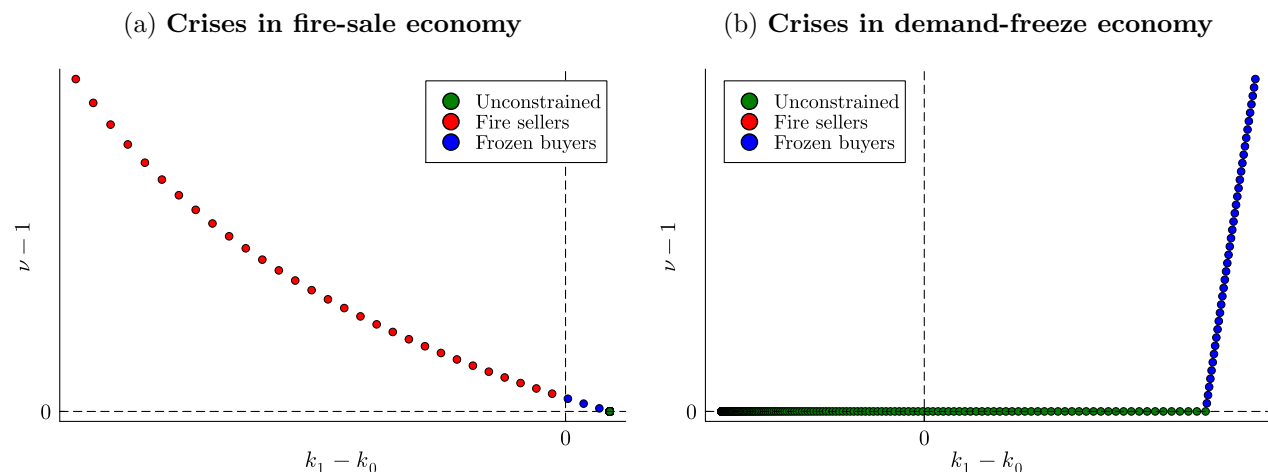 (a) Crises in fire-sale economy
ν − 1
Unconstrained
Fire sellers
Frozen buyers
0
0
k₁ − k₀
(b) Crises in demand-freeze economy
ν − 1
Unconstrained
Fire sellers
Frozen buyers
0
0
k₁ − k₀